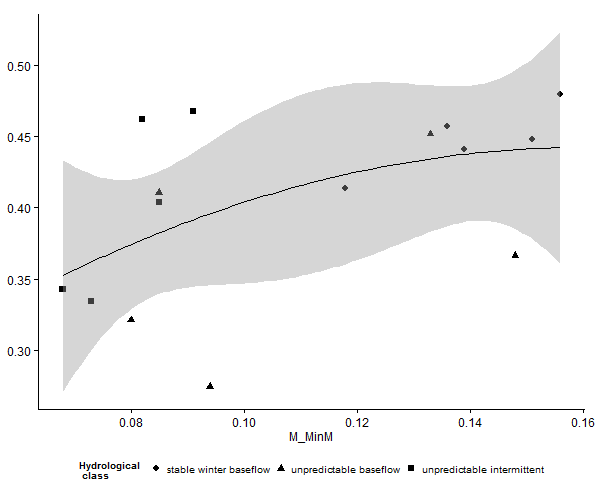 0.50
0.45
0.40
0.35
0.30
0.08 0.10 0.12 0.14 0.16
M_MinM
Hydrological
class
stable winter baseflow unpredictable baseflow unpredictable intermittent